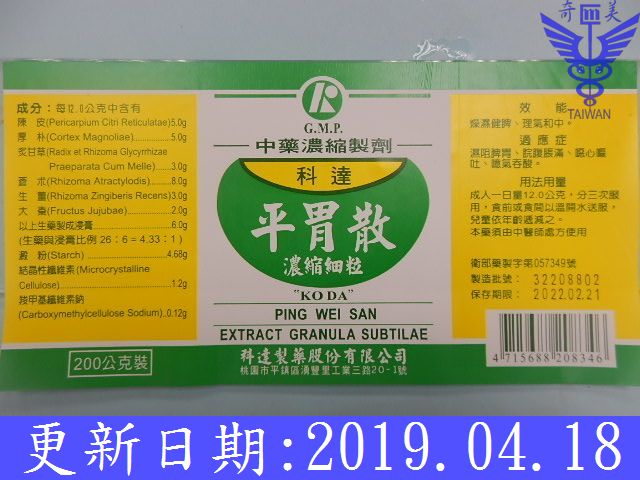 奇美
TAIWAN
成分：每12.0公克中含有
陳　皮(Pericarpium Citri Reticulatae)5.0g
厚　朴(Cortex Magnoliae)....................5.0g
炙甘草(Radix et Rhizoma Glycyrrhizae
Praeparata Cum Melle)......3.0g
蒼　朮(Rhizoma Atractylodis)..........8.0g
生　薑(Rhizoma Zingiberis Recens)3.0g
大　棗(Fructus Jujubae)....................2.0g
以上生藥製成浸膏..........................6.0g
(生藥與浸膏比例 26：6＝4.33：1)
澱　粉(Starch)................................4.68g
結晶性纖維素(Microcrystalline
Cellulose)........................................1.2g
羧甲基纖維素鈉
(Carboxymethylcellulose Sodium)..0.12g
200公克裝
G.M.P.
中藥濃縮製劑
科達
平胃散
濃縮細粒
"KO DA"
PING WEI SAN
EXTRACT GRANULA SUBTILAE
科達製藥股份有限公司
桃園市平鎮區湧豐里工業三路20-1號
效能
燥濕健脾、理氣和中。
適應症
濕阻脾胃、脘腹脹滿、噁心嘔
吐、噯氣吞酸。
用法用量
成人一日量12.0公克，分三次服
用，食前或食間以溫開水送服，
兒童依年齡遞減之。
本藥須由中醫師處方使用
衛部藥製字第057349號
製造批號： 32208802
保存期限： 2022.02.21
4 715688 208346
更新日期:2019.04.18